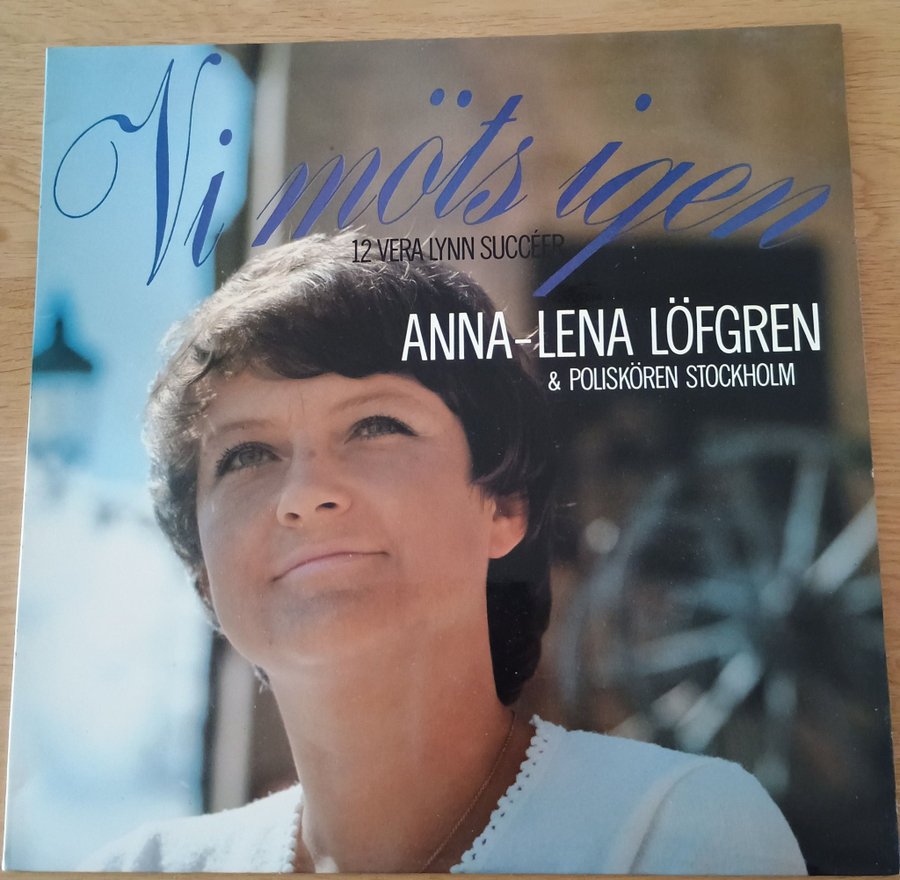 Vi möts igen
12 VERA LYNN SUCCÉER
ANNA-LENA LÖFGREN
& POLISKÖREN STOCKHOLM